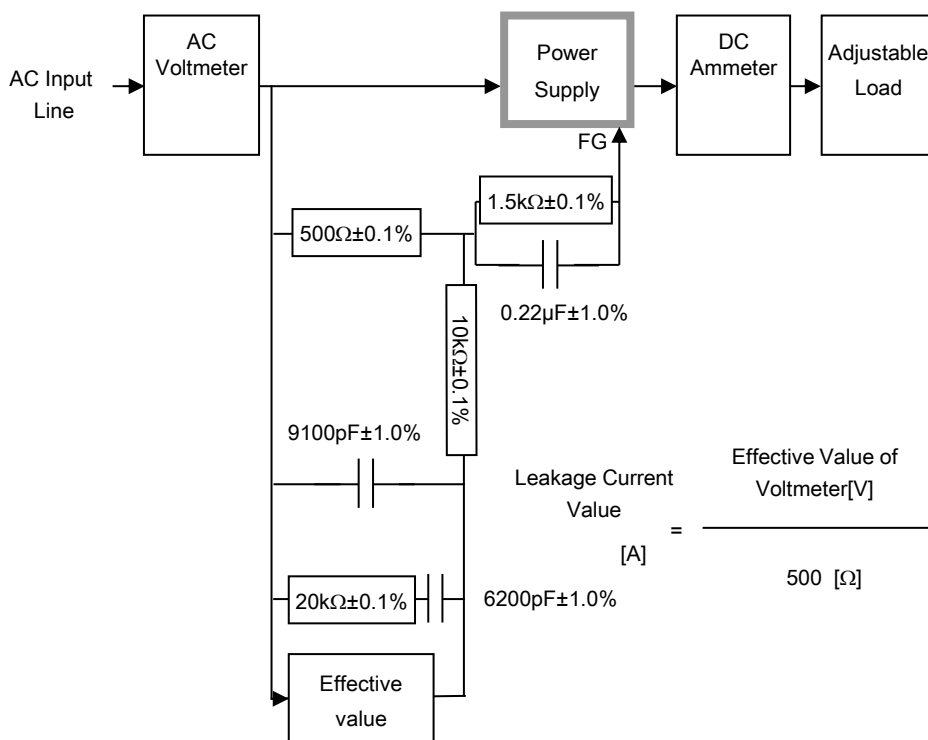 AC Input
Line
AC
Voltmeter
Power
Supply
DC
Ammeter
Adjustable
Load
FG
1.5kΩ±0.1%
500Ω±0.1%
0.22µF±1.0%
10kΩ±0.1%
9100pF±1.0%
Leakage Current
Value
[A]
=
Effective Value of
Voltmeter[V]
500 [Ω]
20kΩ±0.1%
6200pF±1.0%
Effective
value